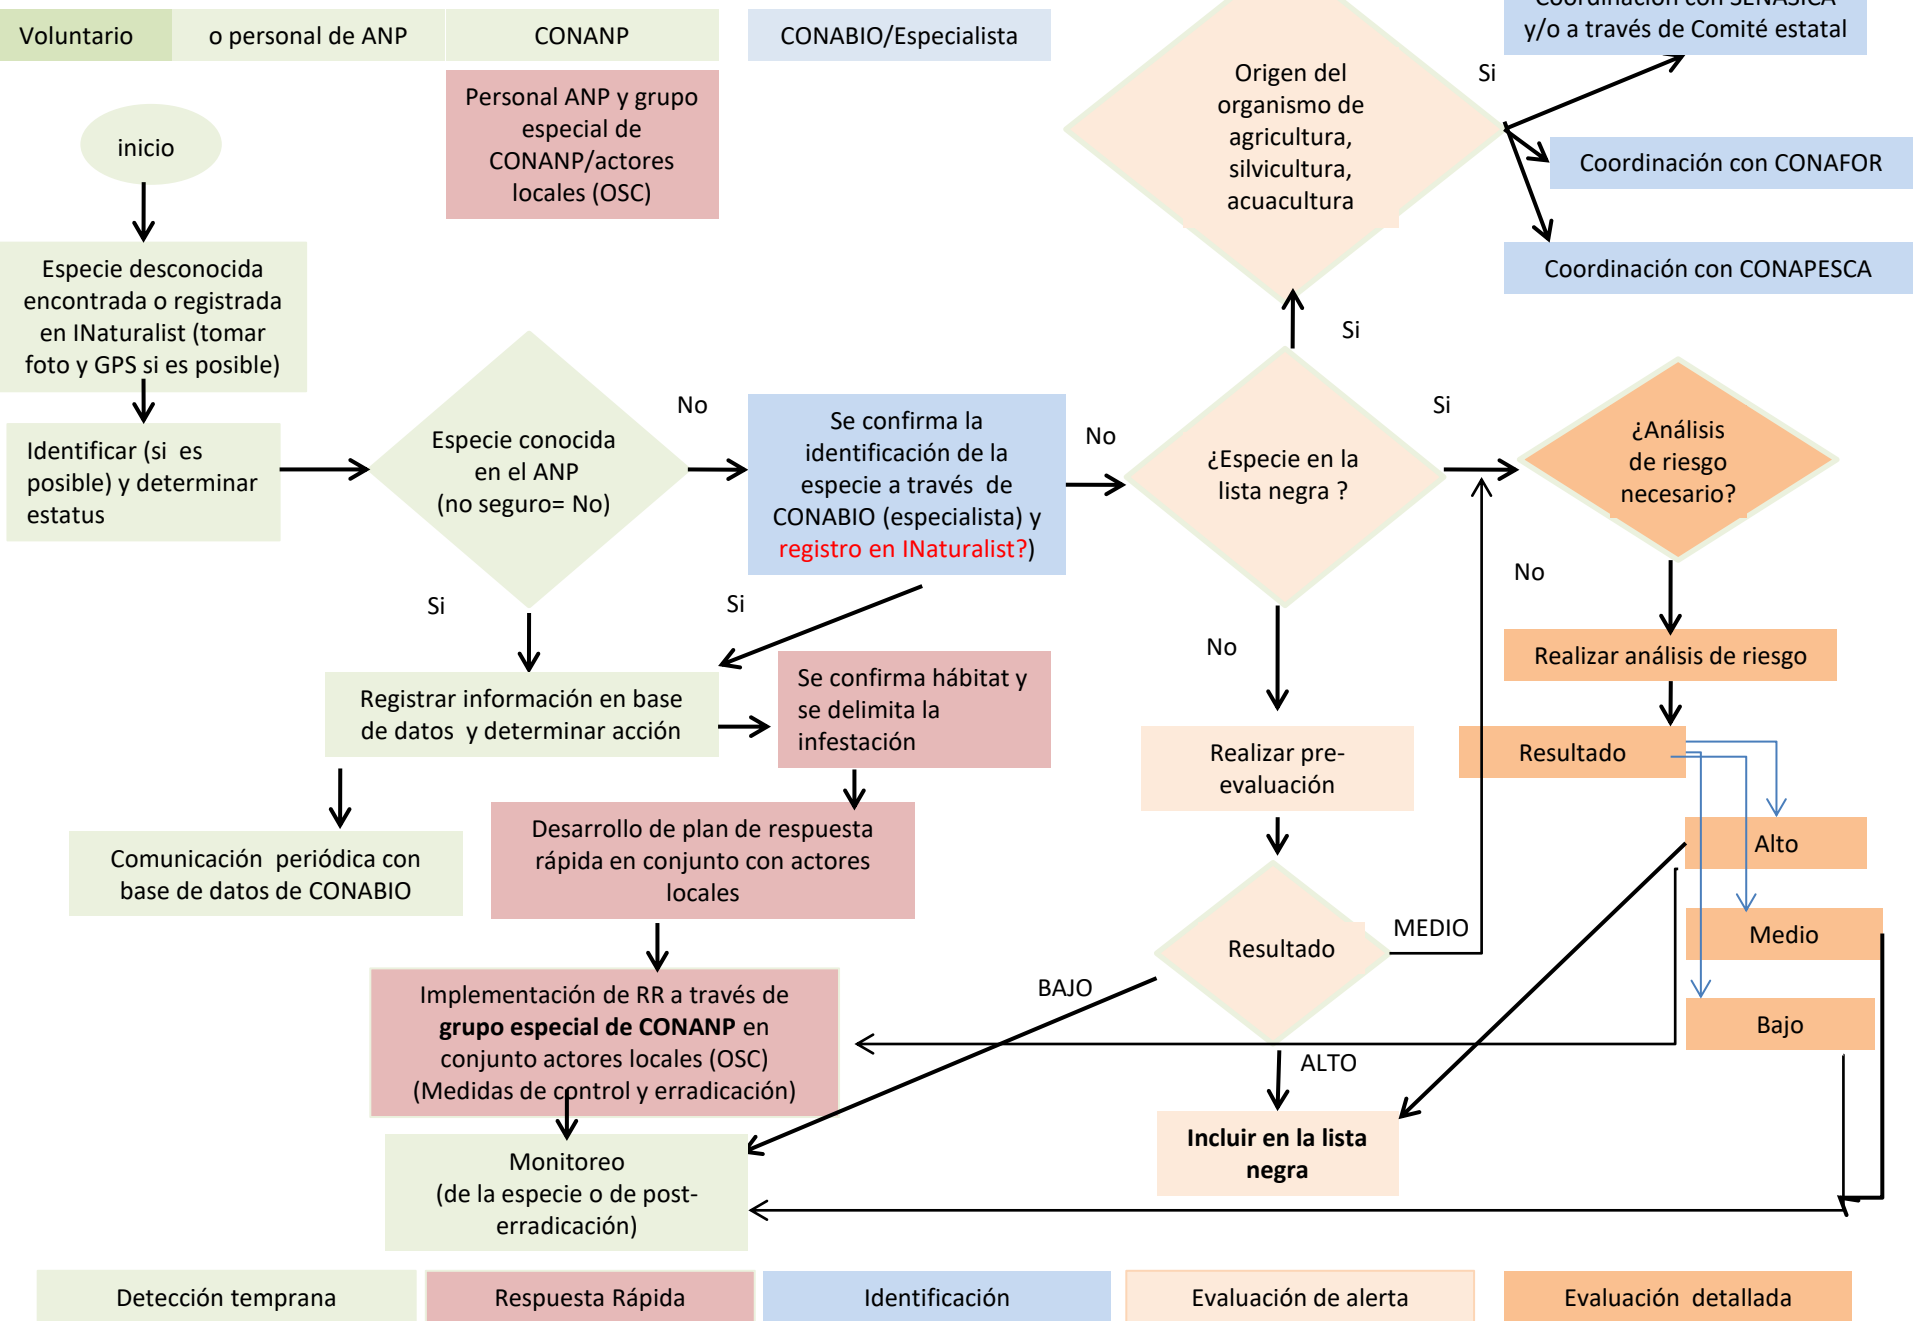 Voluntario
o personal de ANP
CONANP
CONABIO/Especialista
Coordinación con SENASICA
y/o a través de Comité estatal
Personal ANP y grupo
especial de
CONANP/actores
locales (OSC)
inicio
Origen del
organismo de
agricultura,
silvicultura,
acuacultura
Si
Coordinación con CONAFOR
Coordinación con CONAPESCA
Especie desconocida
encontrada o registrada
en INaturalist (tomar
foto y GPS si es posible)
Si
Identificar (si es
posible) y determinar
estatus
Especie conocida
en el ANP
(no seguro= No)
No
Se confirma la
identificación de la
especie a través de
CONABIO (especialista) y
registro en INaturalist?)
No
¿Especie en la
lista negra ?
Si
¿Análisis
de riesgo
necesario?
Si
Si
No
No
Registrar información en base
de datos y determinar acción
Se confirma hábitat y
se delimita la
infestación
Realizar análisis de riesgo
Realizar pre-
evaluación
Resultado
Comunicación periódica con
base de datos de CONABIO
Desarrollo de plan de respuesta
rápida en conjunto con actores
locales
Alto
Medio
Bajo
Resultado
MEDIO
BAJO
ALTO
Implementación de RR a través de
grupo especial de CONANP en
conjunto actores locales (OSC)
(Medidas de control y erradicación)
Incluir en la lista
negra
Monitoreo
(de la especie o de post-
erradicación)
Detección temprana
Respuesta Rápida
Identificación
Evaluación de alerta
Evaluación detallada